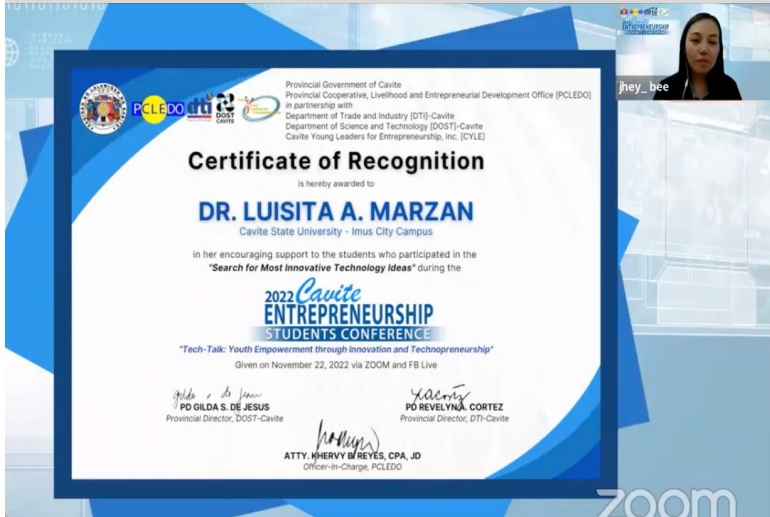 Provincial Government of Cavite
Provincial Cooperative, Livelihood and Entrepreneurial Development Office [PCLEDO]
in partnership with
Department of Trade and Industry [DTI]-Cavite
Department of Science and Technology [DOST]-Cavite
Cavite Young Leaders for Entrepreneurship, Inc. [CYLE]
PCLEDO
dti
DOST
CAVITE
Certificate of Recognition
is hereby awarded to
DR. LUISITA A. MARZAN
Cavite State University - Imus City Campus
in her encouraging support to the students who participated in the
"Search for Most Innovative Technology Ideas" during the
2022 Cavite
ENTREPRENEURSHIP
STUDENTS CONFERENCE
"Tech-Talk: Youth Empowerment through Innovation and Technopreneurship"
Given on November 22, 2022 via ZOOM and FB Live
PD GILDA S. DE JESUS
Provincial Director, DOST-Cavite
PD REVELYN A. CORTEZ
Provincial Director, DTI-Cavite
ATTY. KHERVY B. REYES, CPA, JD
Officer-In-Charge, PCLEDO
ENTREPRENEURSHIP
STUDENTS CONFERENCE
jhey_bee
zoom